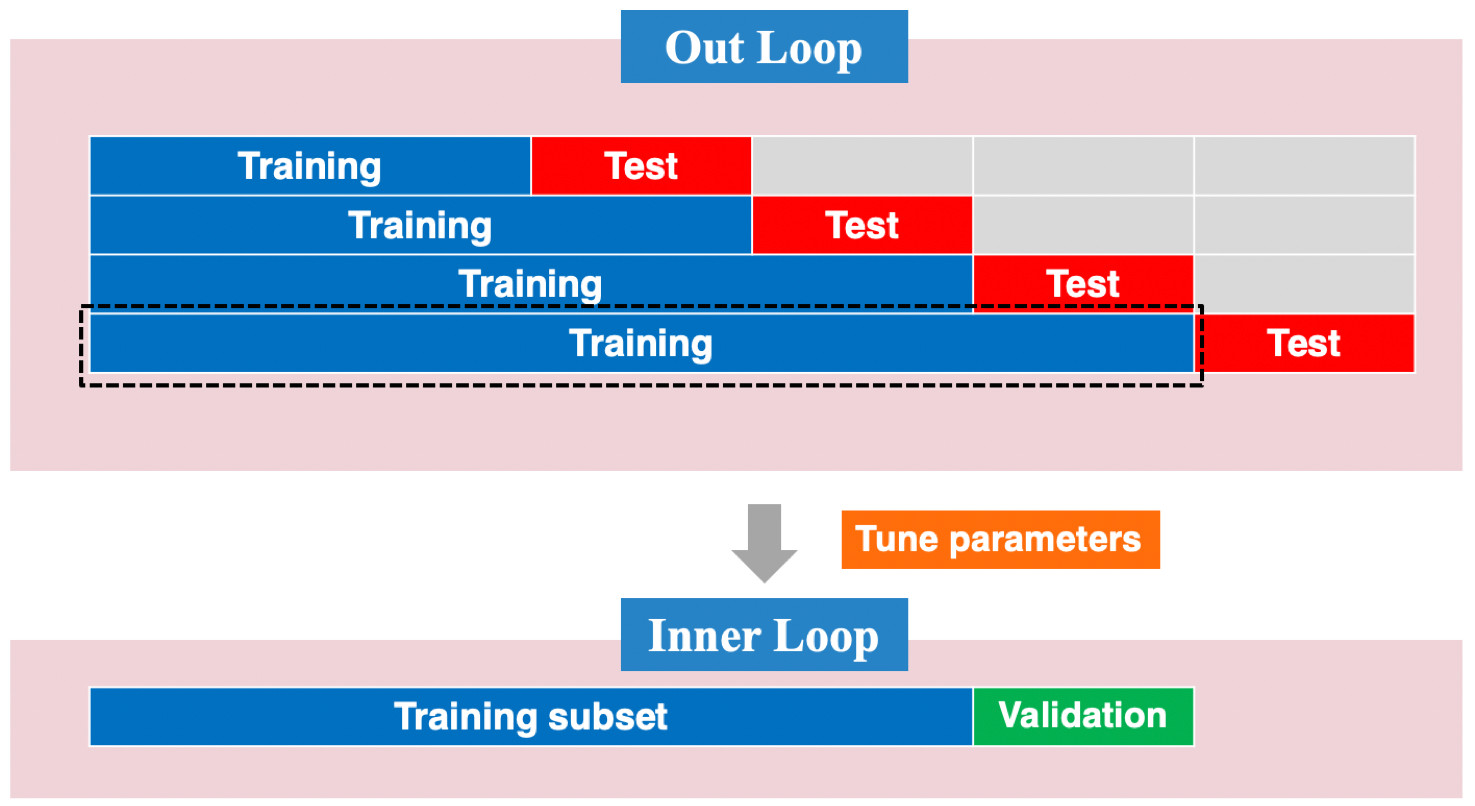 Out Loop
Training Test
Training Test
Training Test
Training Test
Tune parameters
Inner Loop
Training subset Validation